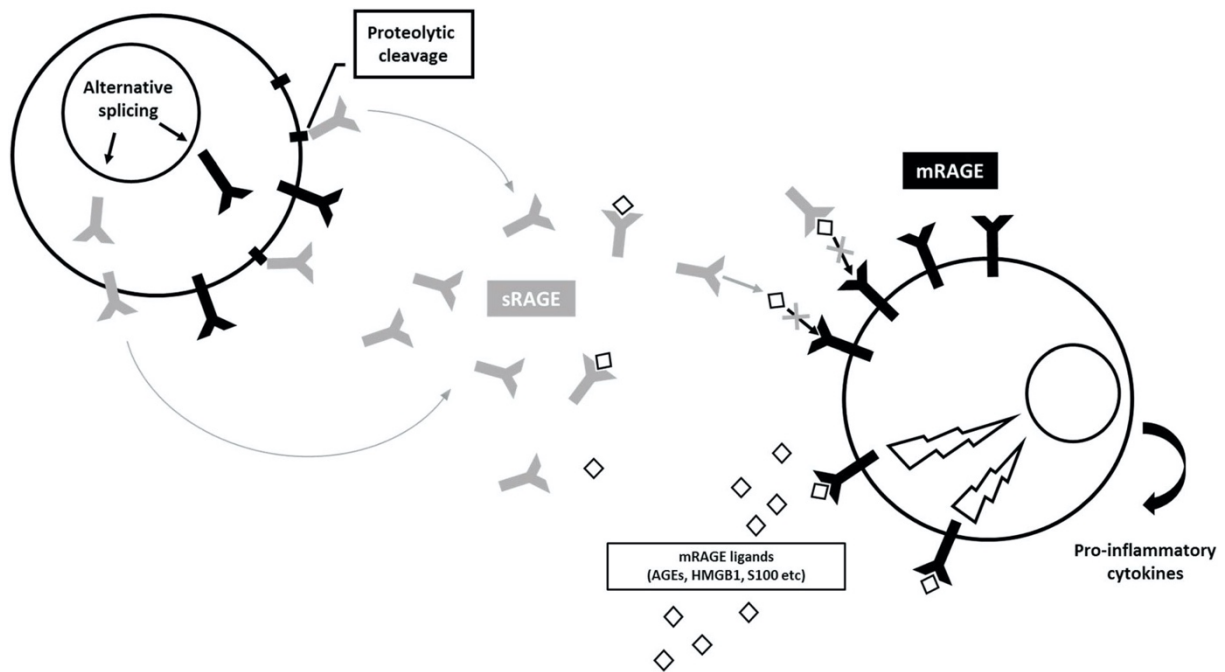 Proteolytic
cleavage
Alternative
splicing
mRAGE
sRAGE
mRAGE ligands
(AGEs, HMGB1, S100 etc)
Pro-inflammatory
cytokines